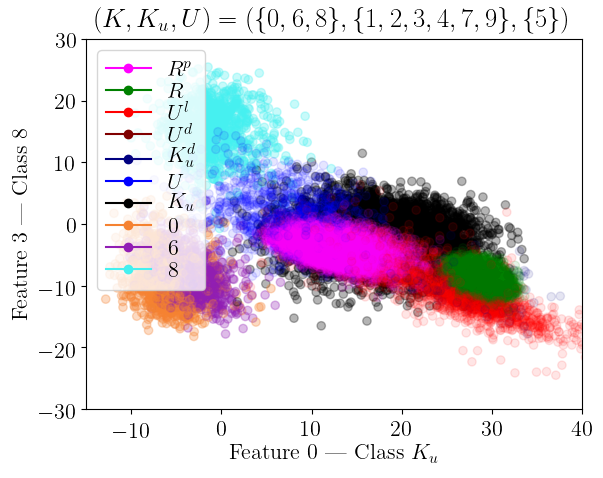 (K, K_u, U) = ({0, 6, 8}, {1, 2, 3, 4, 7, 9}, {5})
30
20
10
0
−10
−20
−30
Feature 3 — Class 8
R^p
R
U^l
U^d
K_u^d
U
K_u
0
6
8
−10 0 10 20 30 40
Feature 0 — Class K_u